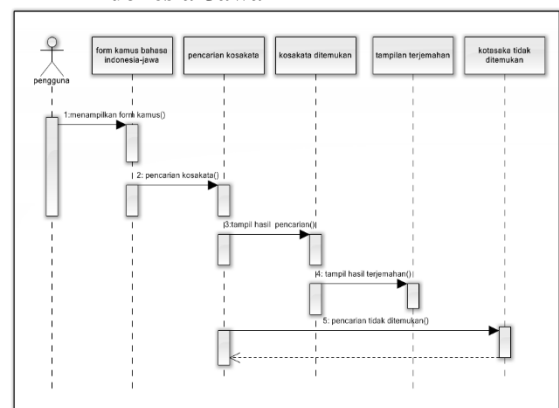 form kamus bahasa
indonesia-jawa
pencarian kosakata
kosakata ditemukan
tampilan terjemahan
kotasaka tidak
ditemukan
pengguna
1:menampilkan form kamus()
2: pencarian kosakata()
3:tampil hasil pencarian()
4: tampil hasil terjemahan()
5: pencarian tidak ditemukan()